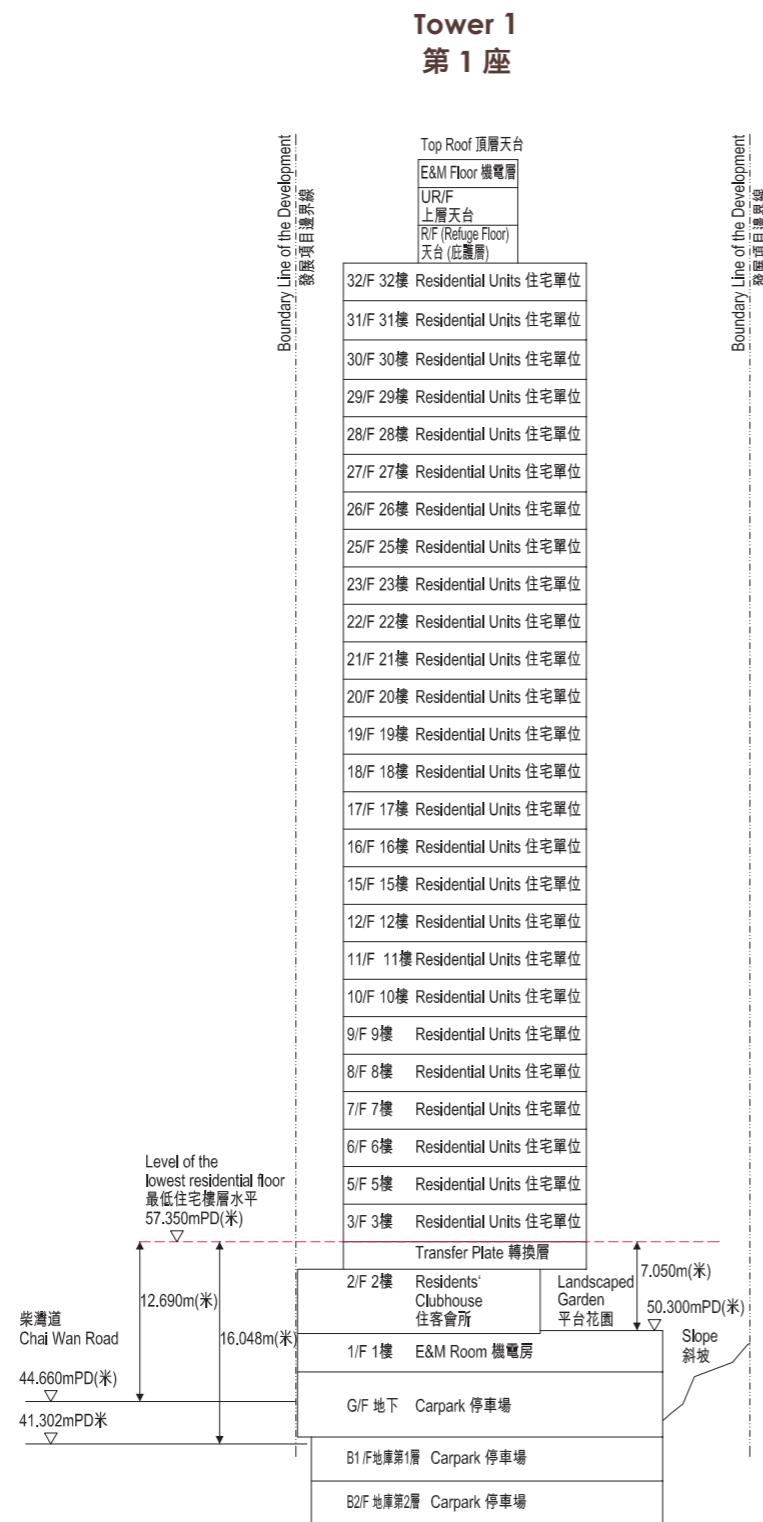 Tower 1
第 1 座
Boundary Line of the Development
發展項目邊界線
Boundary Line of the Development
發展項目邊界線
Top Roof 頂層天台
E&M Floor 機電層
UR/F
上層天台
R/F (Refuge Floor)
天台 (庇護層)
32/F 32樓 Residential Units 住宅單位
31/F 31樓 Residential Units 住宅單位
30/F 30樓 Residential Units 住宅單位
29/F 29樓 Residential Units 住宅單位
28/F 28樓 Residential Units 住宅單位
27/F 27樓 Residential Units 住宅單位
26/F 26樓 Residential Units 住宅單位
25/F 25樓 Residential Units 住宅單位
23/F 23樓 Residential Units 住宅單位
22/F 22樓 Residential Units 住宅單位
21/F 21樓 Residential Units 住宅單位
20/F 20樓 Residential Units 住宅單位
19/F 19樓 Residential Units 住宅單位
18/F 18樓 Residential Units 住宅單位
17/F 17樓 Residential Units 住宅單位
16/F 16樓 Residential Units 住宅單位
15/F 15樓 Residential Units 住宅單位
12/F 12樓 Residential Units 住宅單位
11/F 11樓 Residential Units 住宅單位
10/F 10樓 Residential Units 住宅單位
9/F 9樓 Residential Units 住宅單位
8/F 8樓 Residential Units 住宅單位
7/F 7樓 Residential Units 住宅單位
6/F 6樓 Residential Units 住宅單位
5/F 5樓 Residential Units 住宅單位
3/F 3樓 Residential Units 住宅單位
Level of the
lowest residential floor
最低住宅樓層水平
57.350mPD(米)
Transfer Plate 轉換層
2/F 2樓 Residents‘
Clubhouse
住客會所
Landscaped
Garden
平台花園
7.050m(米)
50.300mPD(米)
Slope
斜坡
12.690m(米)
16.048m(米)
柴灣道
Chai Wan Road
44.660mPD(米)
41.302mPD米
1/F 1樓 E&M Room 機電房
G/F 地下 Carpark 停車場
B1/F地庫第1層 Carpark 停車場
B2/F 地庫第2層 Carpark 停車場